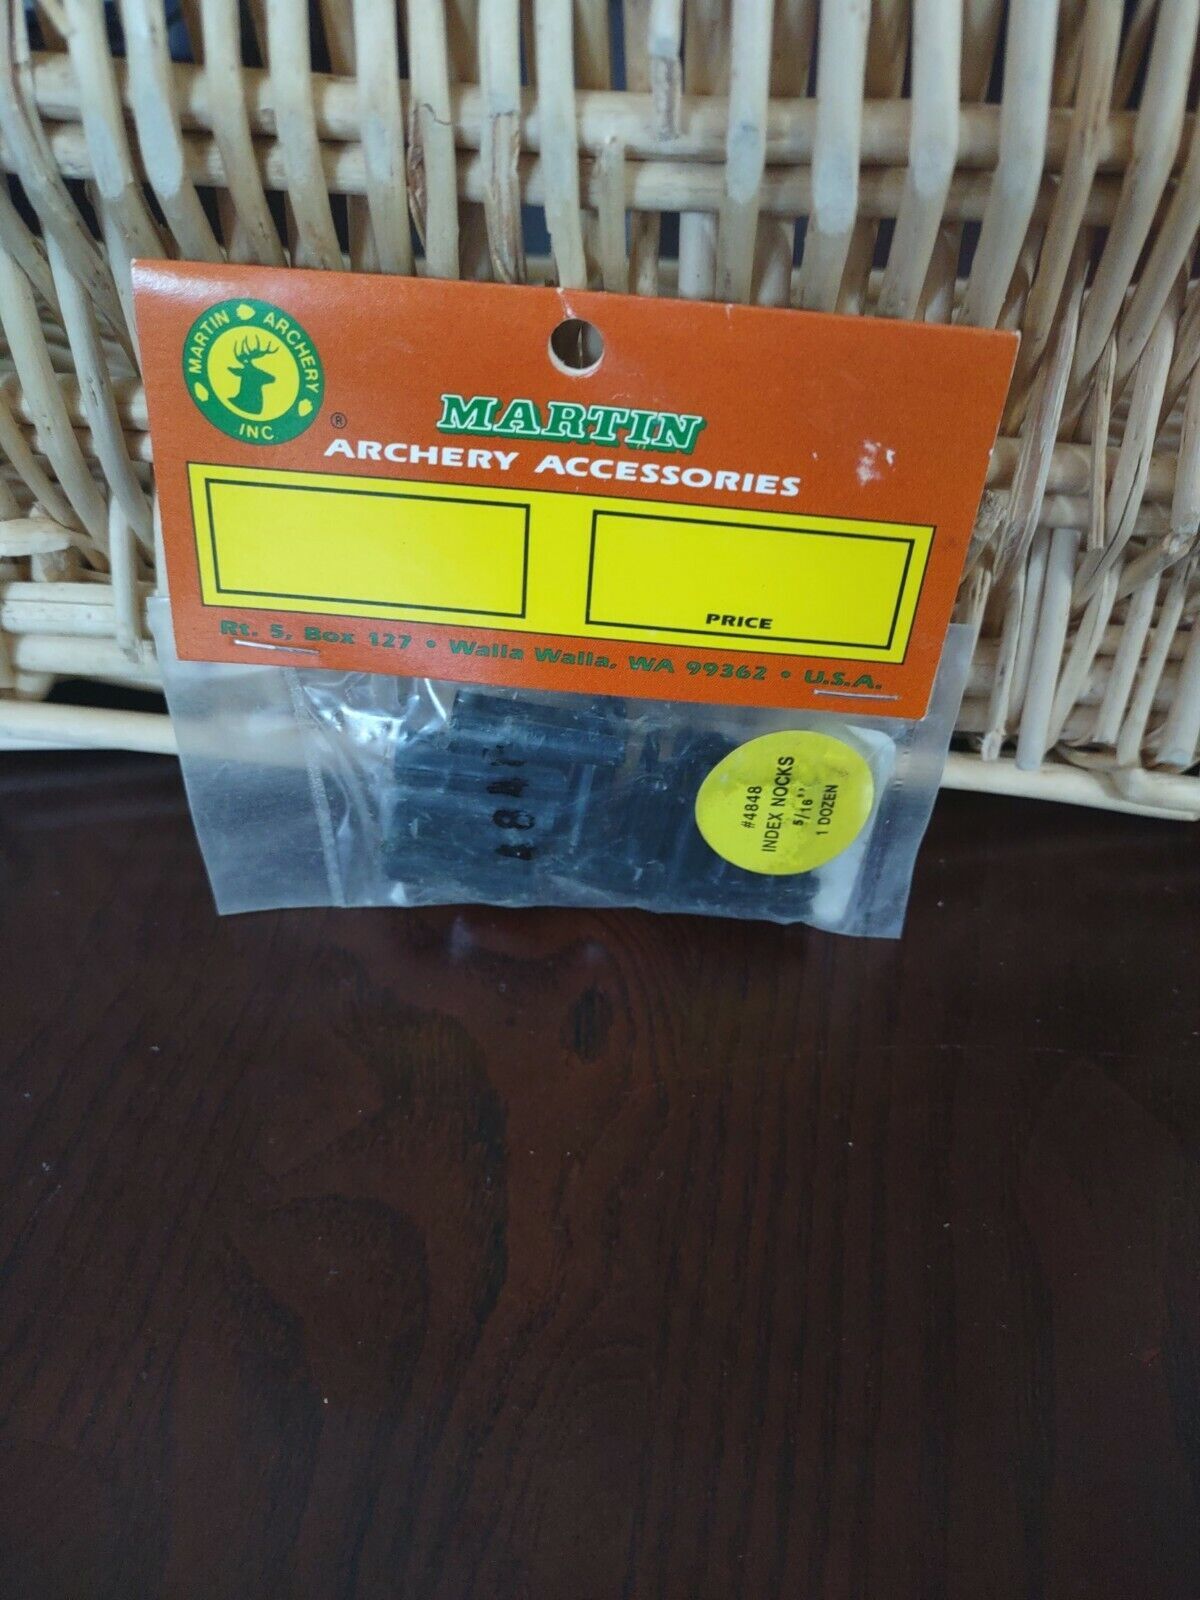 MARTIN ARCHERY
INC.
®
MARTIN
ARCHERY ACCESSORIES
PRICE
Rt. 5, Box 127 • Walla Walla, WA 99362 • U.S.A.
#4848
INDEX NOCKS
5/16"
1 DOZEN